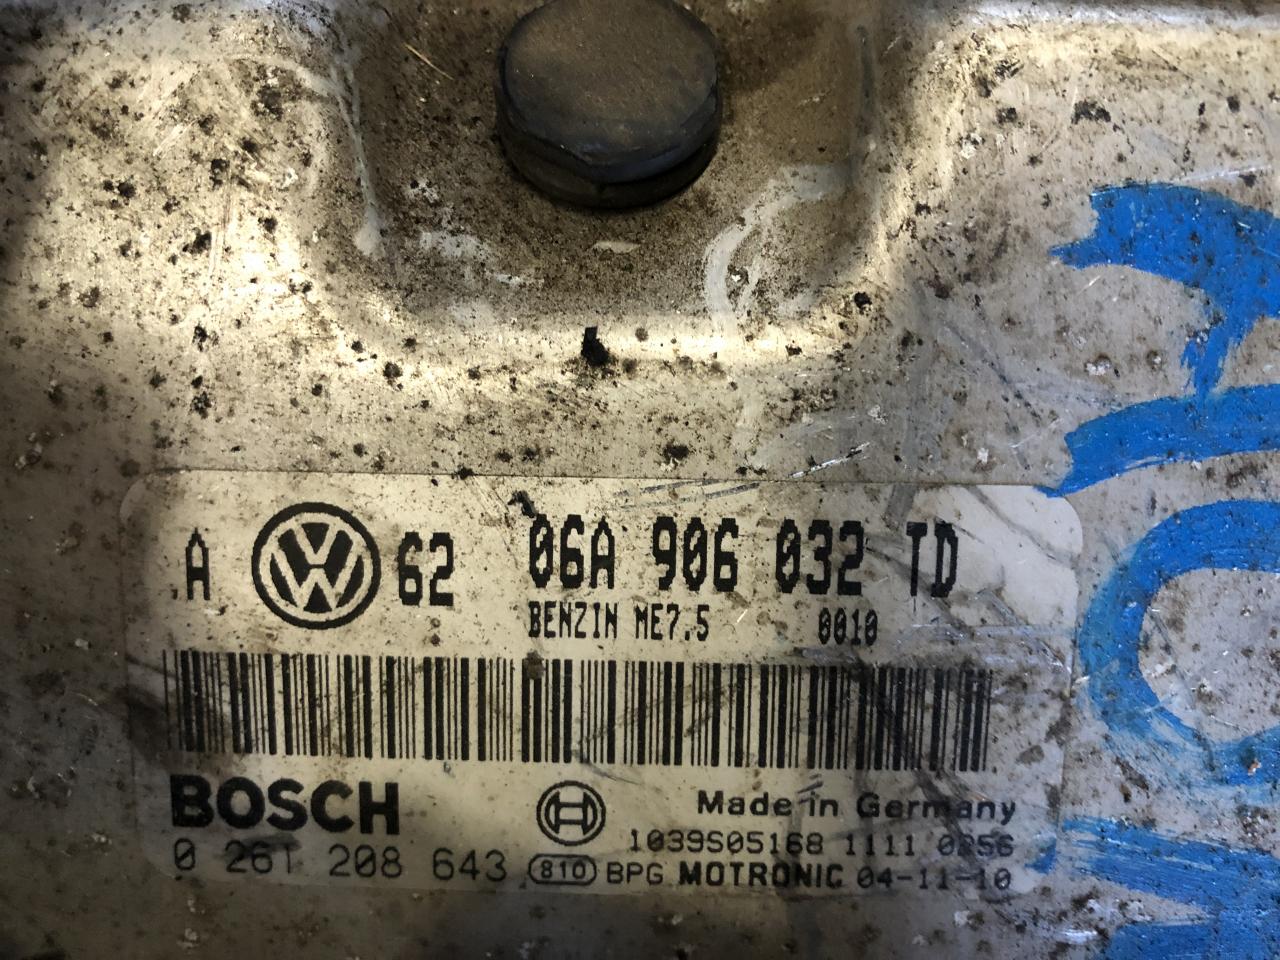 A VW 62 06A 906 032 TD
BENZIN ME7.5 0010
BOSCH
Made in Germany
1039S05168 1111 0256
0 261 208 643 810 BPG MOTRONIC 04-11-10